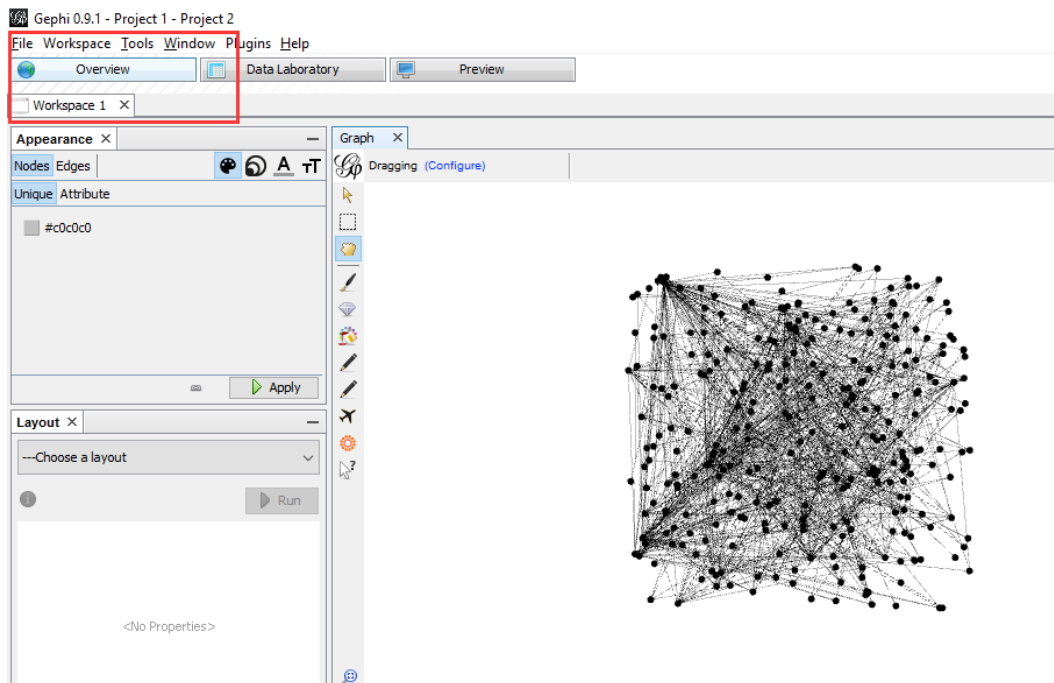 Gephi 0.9.1 - Project 1 - Project 2
File Workspace Tools Window Plugins Help
Overview Data Laboratory Preview
Workspace 1
Appearance
Nodes Edges
Unique Attribute
#c0c0c0
Apply
Layout
---Choose a layout
Run
<No Properties>
Graph
Dragging (Configure)